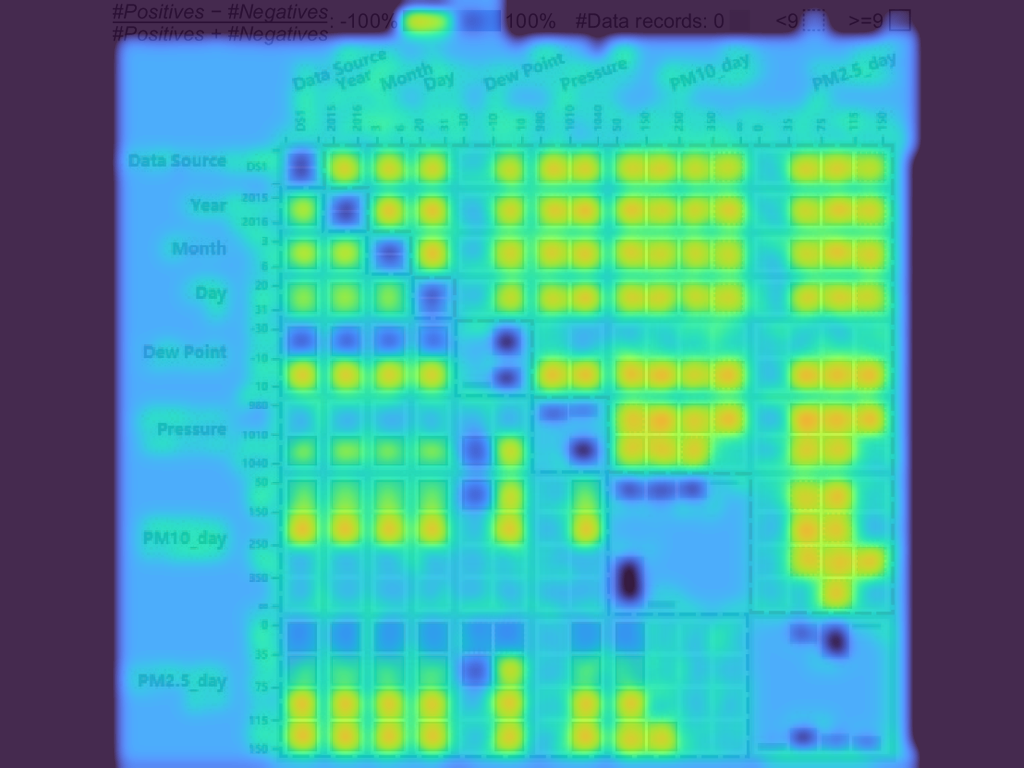 #Positives − #Negatives
#Positives + #Negatives
: -100% 100% #Data records: 0 <9 >=9
Data Source Year Month Day Dew Point Pressure PM10_day PM2.5_day
DS1 2015 2016 3 6 20 31 -30 -10 10 980 1010 1040 50 150 250 350 ∞ 0 35 75 115 150
Data Source DS1
Year 2015
2016
Month 3
6
Day 20
31
Dew Point -30
-10
10
Pressure 980
1010
1040
PM10_day 50
150
250
350
∞
PM2.5_day 0
35
75
115
150